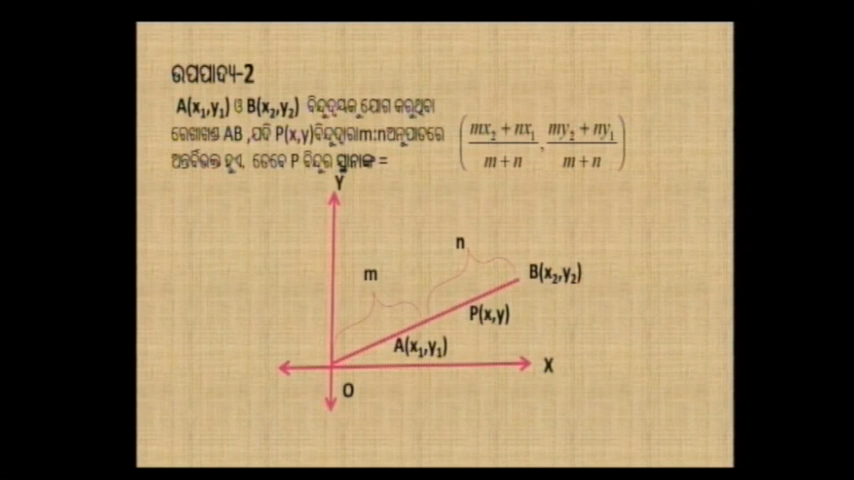 ଉପପାଦ୍ୟ-2
A(x₁,y₁) ଓ B(x₂,y₂) ବିନ୍ଦୁଦ୍ୱୟକୁ ଯୋଗ କରୁଥିବା
ରେଖାଖଣ୍ଡ AB ,ଯଦି P(x,y)ବିନ୍ଦୁଦ୍ୱାରା m:nଅନୁପାତରେ
ଅନ୍ତର୍ବିଭକ୍ତ ହୁଏ, ତେବେ P ବିନ୍ଦୁର ସ୍ଥାନାଙ୍କ =
((mx₂ + nx₁)/(m + n), (my₂ + ny₁)/(m + n))
Y
n
m
B(x₂,y₂)
P(x,y)
A(x₁,y₁)
X
O